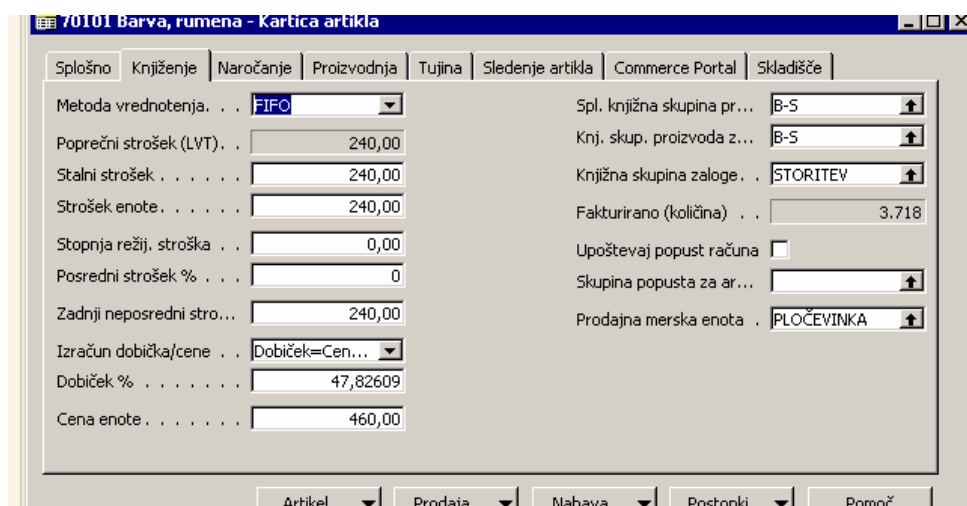 70101 Barva, rumena - Kartica artikla
Splošno Knjiženje Naročanje Proizvodnja Tujina Sledenje artikla Commerce Portal Skladišče
Metoda vrednotenja. . . FIFO
Poprečni strošek (LVT). . 240,00
Stalni strošek . . . . . . 240,00
Strošek enote. . . . . . 240,00
Stopnja režij. stroška . . 0,00
Posredni strošek % . . . 0
Zadnji neposredni stro... 240,00
Izračun dobička/cene . . Dobiček=Cen...
Dobiček % . . . . . . . 47,82609
Cena enote. . . . . . . 460,00
Spl. knjižna skupina pr... B-S
Knj. skup. proizvoda z... B-S
Knjižna skupina zaloge. . STORITEV
Fakturirano (količina) . . 3.718
Upoštevaj popust računa
Skupina popusta za ar...
Prodajna merska enota . PLOČEVINKA
Artikel Prodaja Nabava Postopki Pomoč